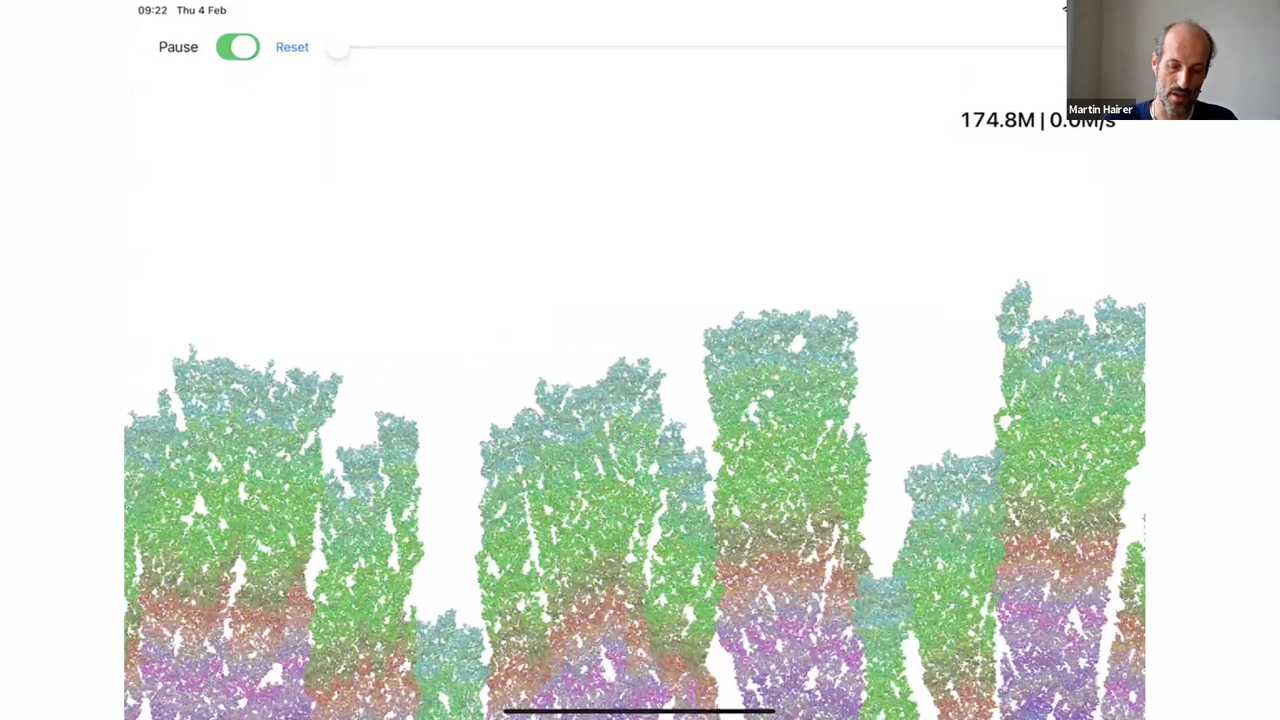 09:22 Thu 4 Feb
Pause Reset
Martin Hairer
174.8M | 0.0M/s